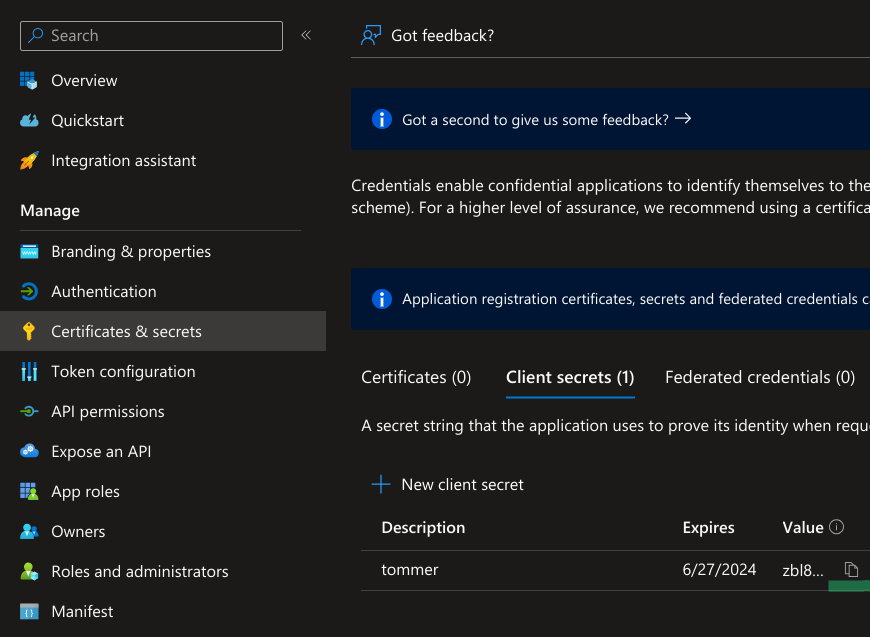 Search
Overview
Quickstart
Integration assistant
Manage
Branding & properties
Authentication
Certificates & secrets
Token configuration
API permissions
Expose an API
App roles
Owners
Roles and administrators
Manifest
Got feedback?
Got a second to give us some feedback?
Credentials enable confidential applications to identify themselves to the
scheme). For a higher level of assurance, we recommend using a certifica
Application registration certificates, secrets and federated credentials c
Certificates (0) Client secrets (1) Federated credentials (0)
A secret string that the application uses to prove its identity when requ
New client secret
Description Expires Value
tommer 6/27/2024 zbl8...